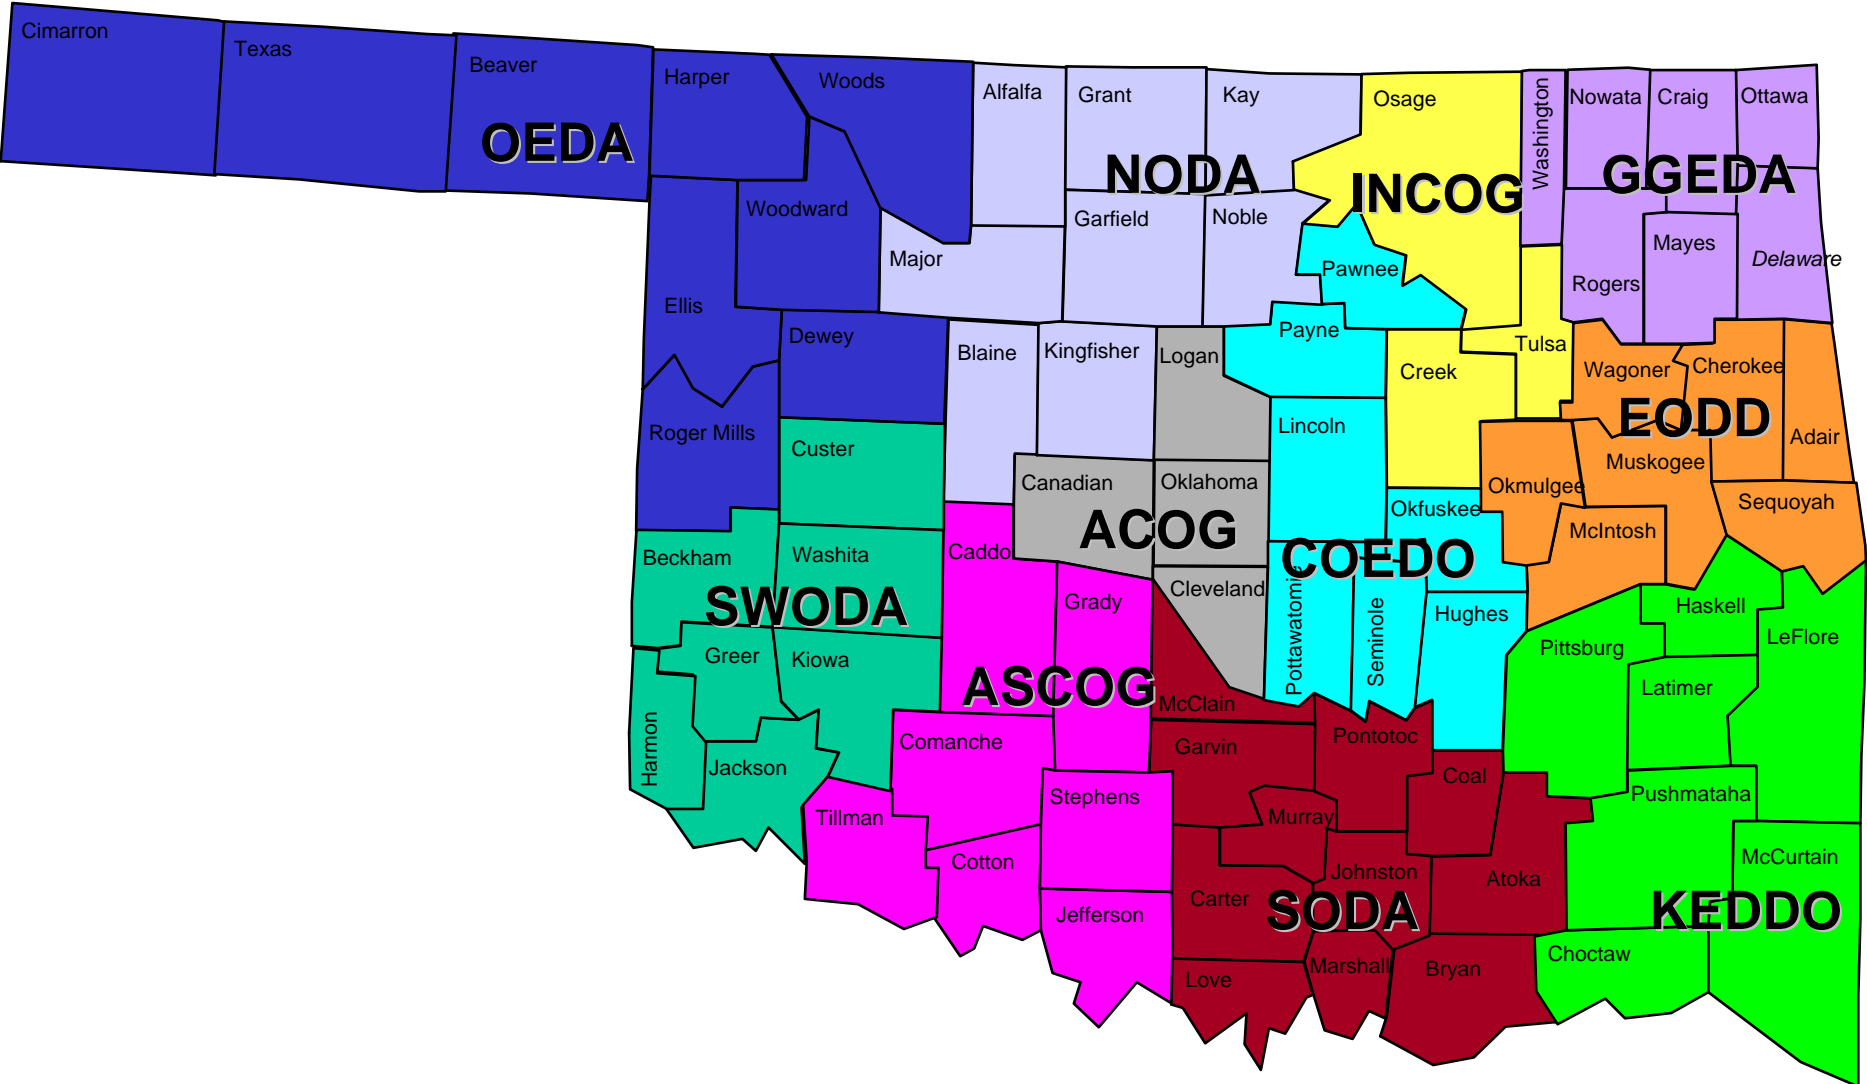 Cimarron
Texas
Beaver
Harper
Woods
Alfalfa
Grant
Kay
Osage
Washington
Nowata
Craig
Ottawa
OEDA
NODA
INCOG
GGEDA
Woodward
Major
Garfield
Noble
Pawnee
Rogers
Mayes
Delaware
Ellis
Dewey
Blaine
Kingfisher
Logan
Payne
Creek
Tulsa
Wagoner
Cherokee
EODD
Roger Mills
Custer
Lincoln
Muskogee
Adair
Canadian
Oklahoma
Okfuskee
Okmulgee
Sequoyah
ACOG
COEDO
McIntosh
Beckham
Washita
Caddo
Cleveland
Pottawatomie
Seminole
Hughes
Haskell
SWODA
Grady
Pittsburg
LeFlore
Greer
Kiowa
ASCOG
McClain
Latimer
Harmon
Jackson
Comanche
Garvin
Pontotoc
Coal
Tillman
Stephens
Murray
Pushmataha
Cotton
Johnston
Atoka
McCurtain
Jefferson
Carter
SODA
KEDDO
Love
Marshall
Bryan
Choctaw